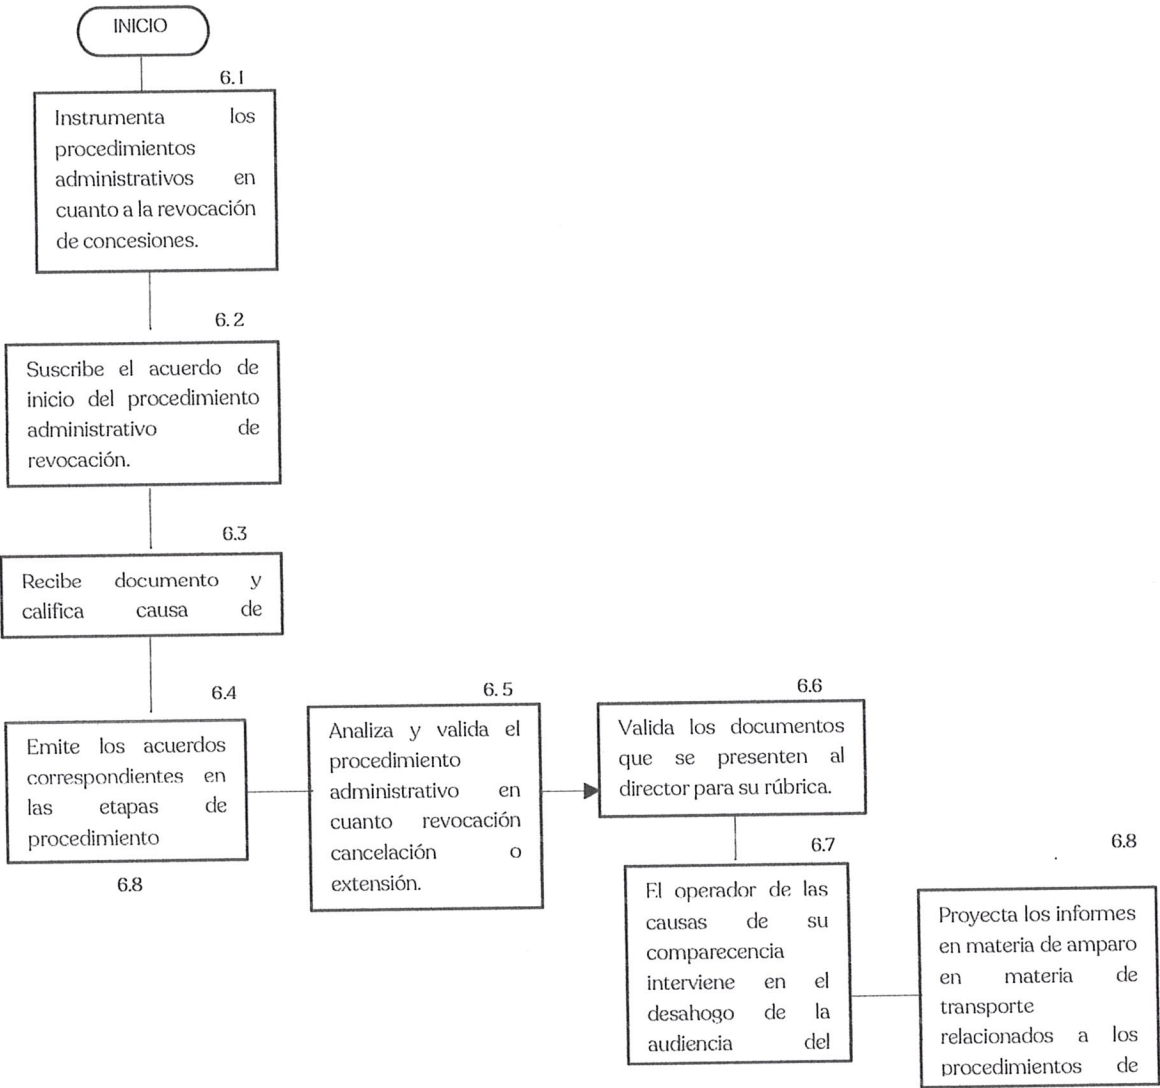 INICIO
6.1
Instrumenta los
procedimientos
administrativos en
cuanto a la revocación
de concesiones.
6.2
Suscribe el acuerdo de
inicio del procedimiento
administrativo de
revocación.
6.3
Recibe documento y
califica causa de
6.4
Emite los acuerdos
correspondientes en
las etapas de
procedimiento
6.8
6.5
Analiza y valida el
procedimiento
administrativo en
cuanto revocación
cancelación o
extensión.
6.6
Valida los documentos
que se presenten al
director para su rúbrica.
6.7
El operador de las
causas de su
comparecencia
interviene en el
desahogo de la
audiencia del
6.8
Proyecta los informes
en materia de amparo
en materia de
transporte
relacionados a los
procedimientos de